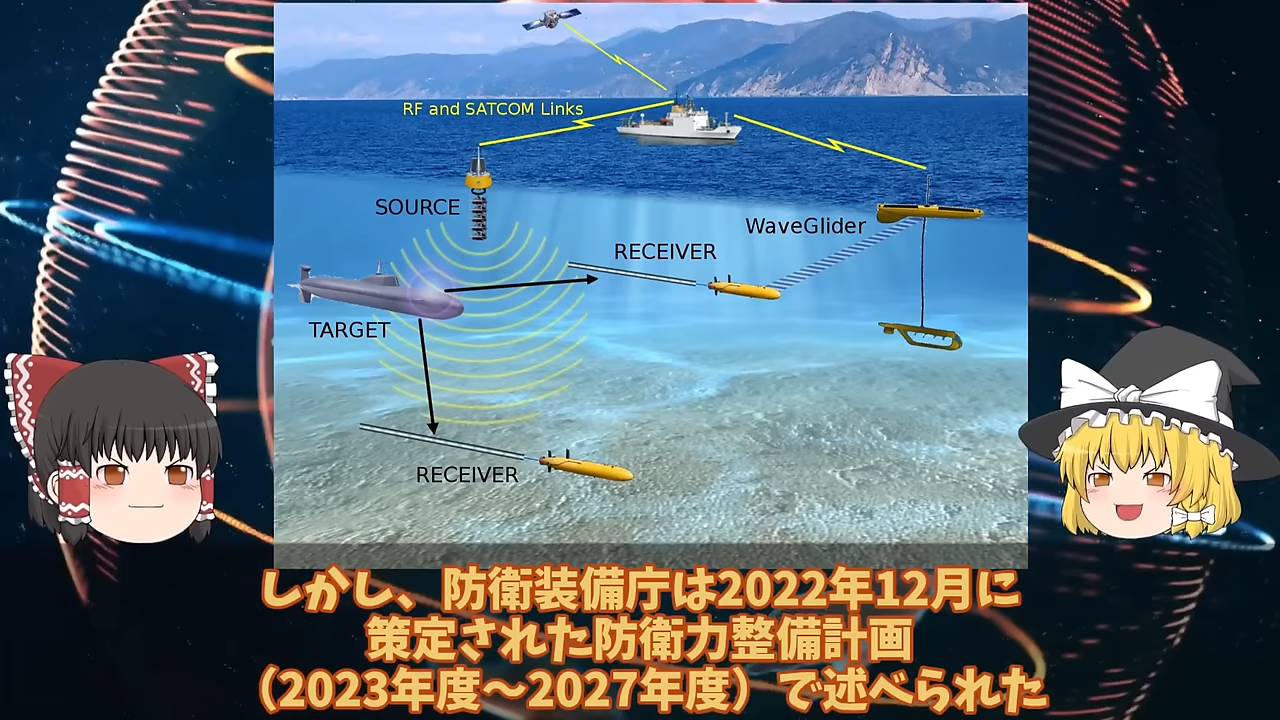 RF and SATCOM Links
SOURCE
WaveGlider
RECEIVER
TARGET
RECEIVER
しかし、防衛装備庁は2022年12月に
策定された防衛力整備計画
（2023年度〜2027年度）で述べられた